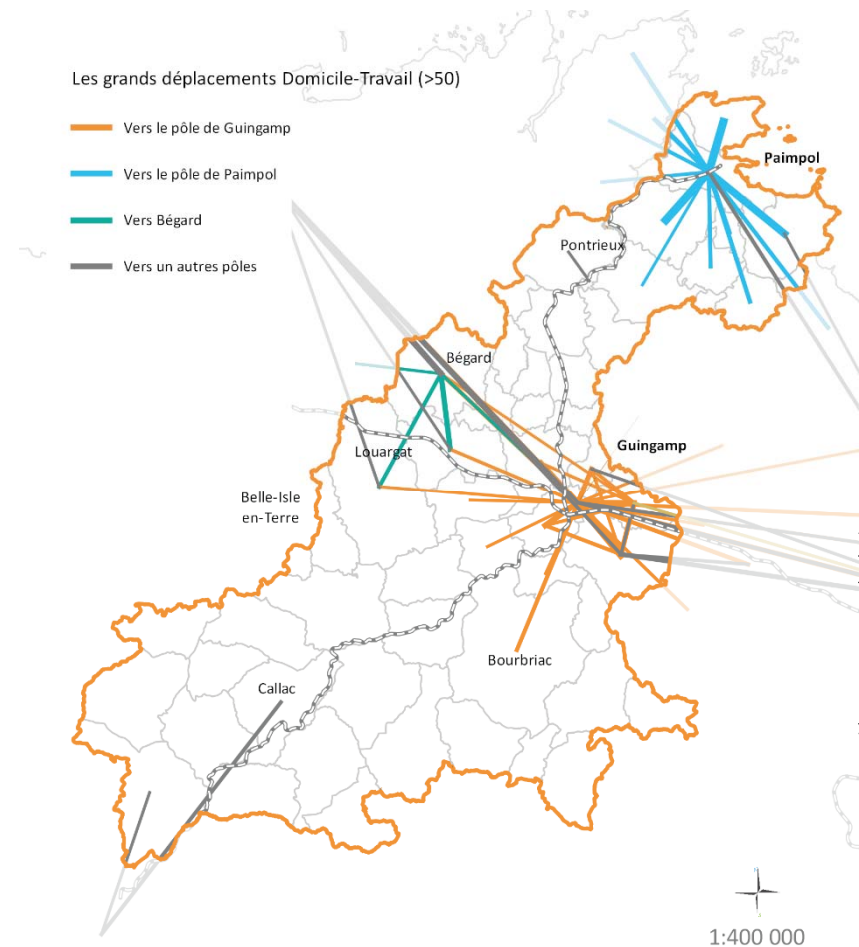 Les grands déplacements Domicile-Travail (>50)
Vers le pôle de Guingamp
Vers le pôle de Paimpol
Vers Bégard
Vers un autres pôles
Paimpol
Pontrieux
Bégard
Guingamp
Louargat
Belle-Isle
en-Terre
Bourbriac
Callac
1:400 000